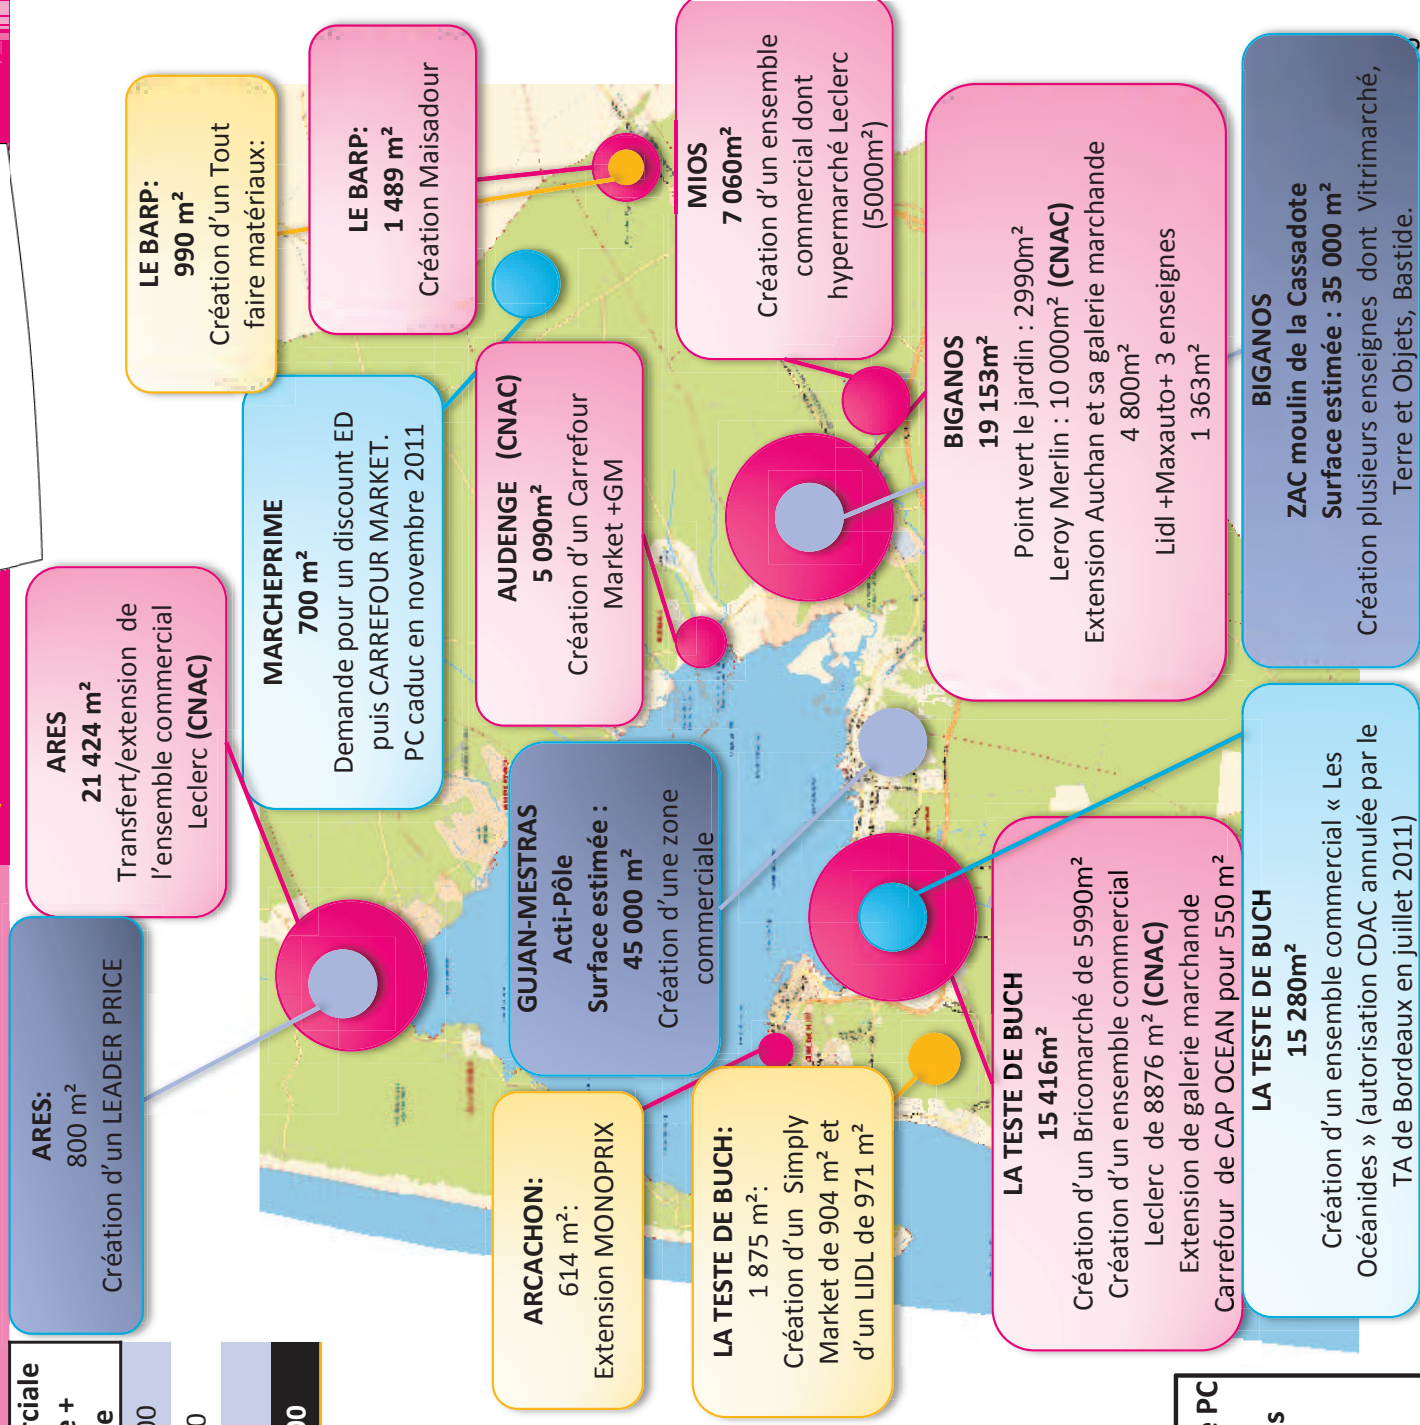 ARES:
800 m²
Création d'un LEADER PRICE
ARES
21 424 m²
Transfert/extension de
l'ensemble commercial
Leclerc (CNAC)
LE BARP:
990 m²
Création d'un Tout
faire matériaux:
MARCHEPRIME
700 m²
Demande pour un discount ED
puis CARREFOUR MARKET.
PC caduc en novembre 2011
LE BARP:
1 489 m²
Création Maisadour
ARCACHON:
614 m²:
Extension MONOPRIX
GUJAN-MESTRAS
Acti-Pôle
Surface estimée :
45 000 m²
Création d'une zone
commerciale
AUDENGE (CNAC)
5 090m²
Création d'un Carrefour
Market +GM
MIOS
7 060m²
Création d'un ensemble
commercial dont
hypermarché Leclerc
(5000m²)
LA TESTE DE BUCH:
1 875 m²:
Création d'un Simply
Market de 904 m² et
d'un LIDL de 971 m²
LA TESTE DE BUCH
15 416m²
Création d'un Bricomarché de 5990m²
Création d'un ensemble commercial
Leclerc de 8876 m² (CNAC)
Extension de galerie marchande
Carrefour de CAP OCEAN pour 550 m²
BIGANOS
19 153m²
Point vert le jardin : 2990m²
Leroy Merlin : 10 000m² (CNAC)
Extension Auchan et sa galerie marchande
4 800m²
Lidl +Maxauto+ 3 enseignes
1 363m²
LA TESTE DE BUCH
15 280m²
Création d'un ensemble commercial « Les
Océanides » (autorisation CDAC annulée par le
TA de Bordeaux en juillet 2011)
BIGANOS
ZAC moulin de la Cassadote
Surface estimée : 35 000 m²
Création plusieurs enseignes dont Vitrimarché,
Terre et Objets, Bastide.
PC